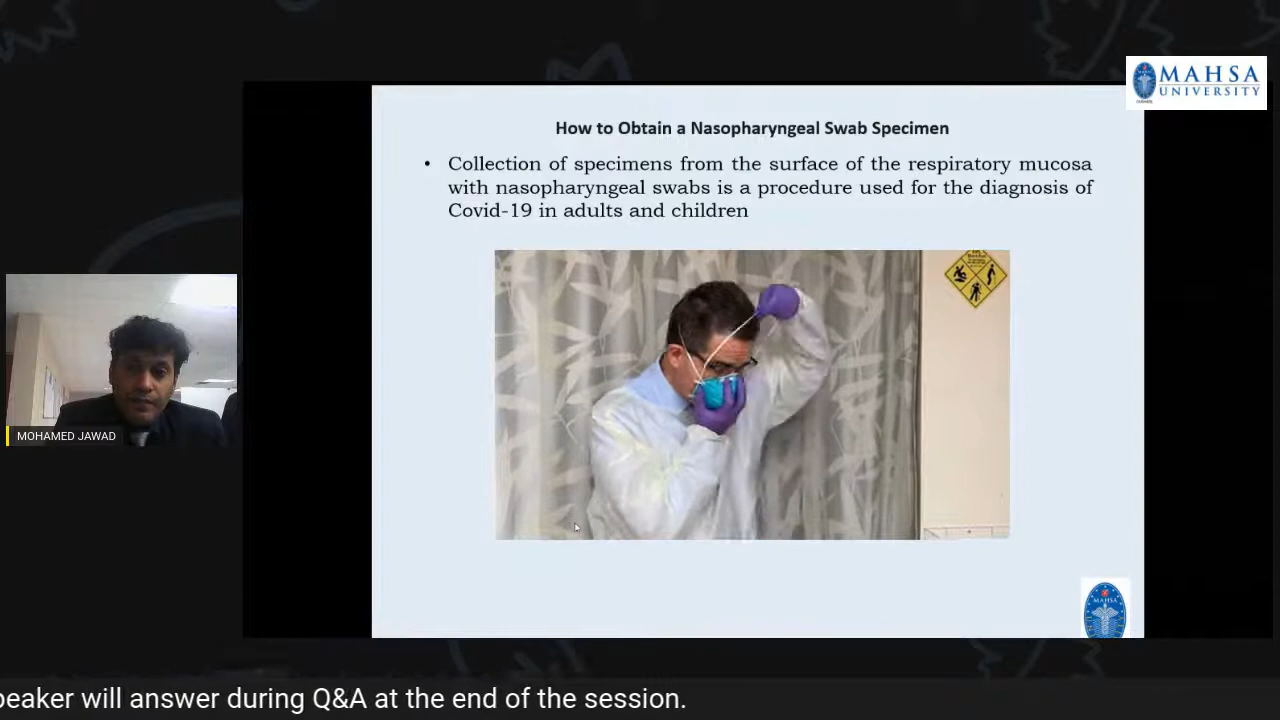 MAHSA
UNIVERSITY
How to Obtain a Nasopharyngeal Swab Specimen
• Collection of specimens from the surface of the respiratory mucosa
with nasopharyngeal swabs is a procedure used for the diagnosis of
Covid-19 in adults and children
MOHAMED JAWAD
MAHSA
peaker will answer during Q&A at the end of the session.